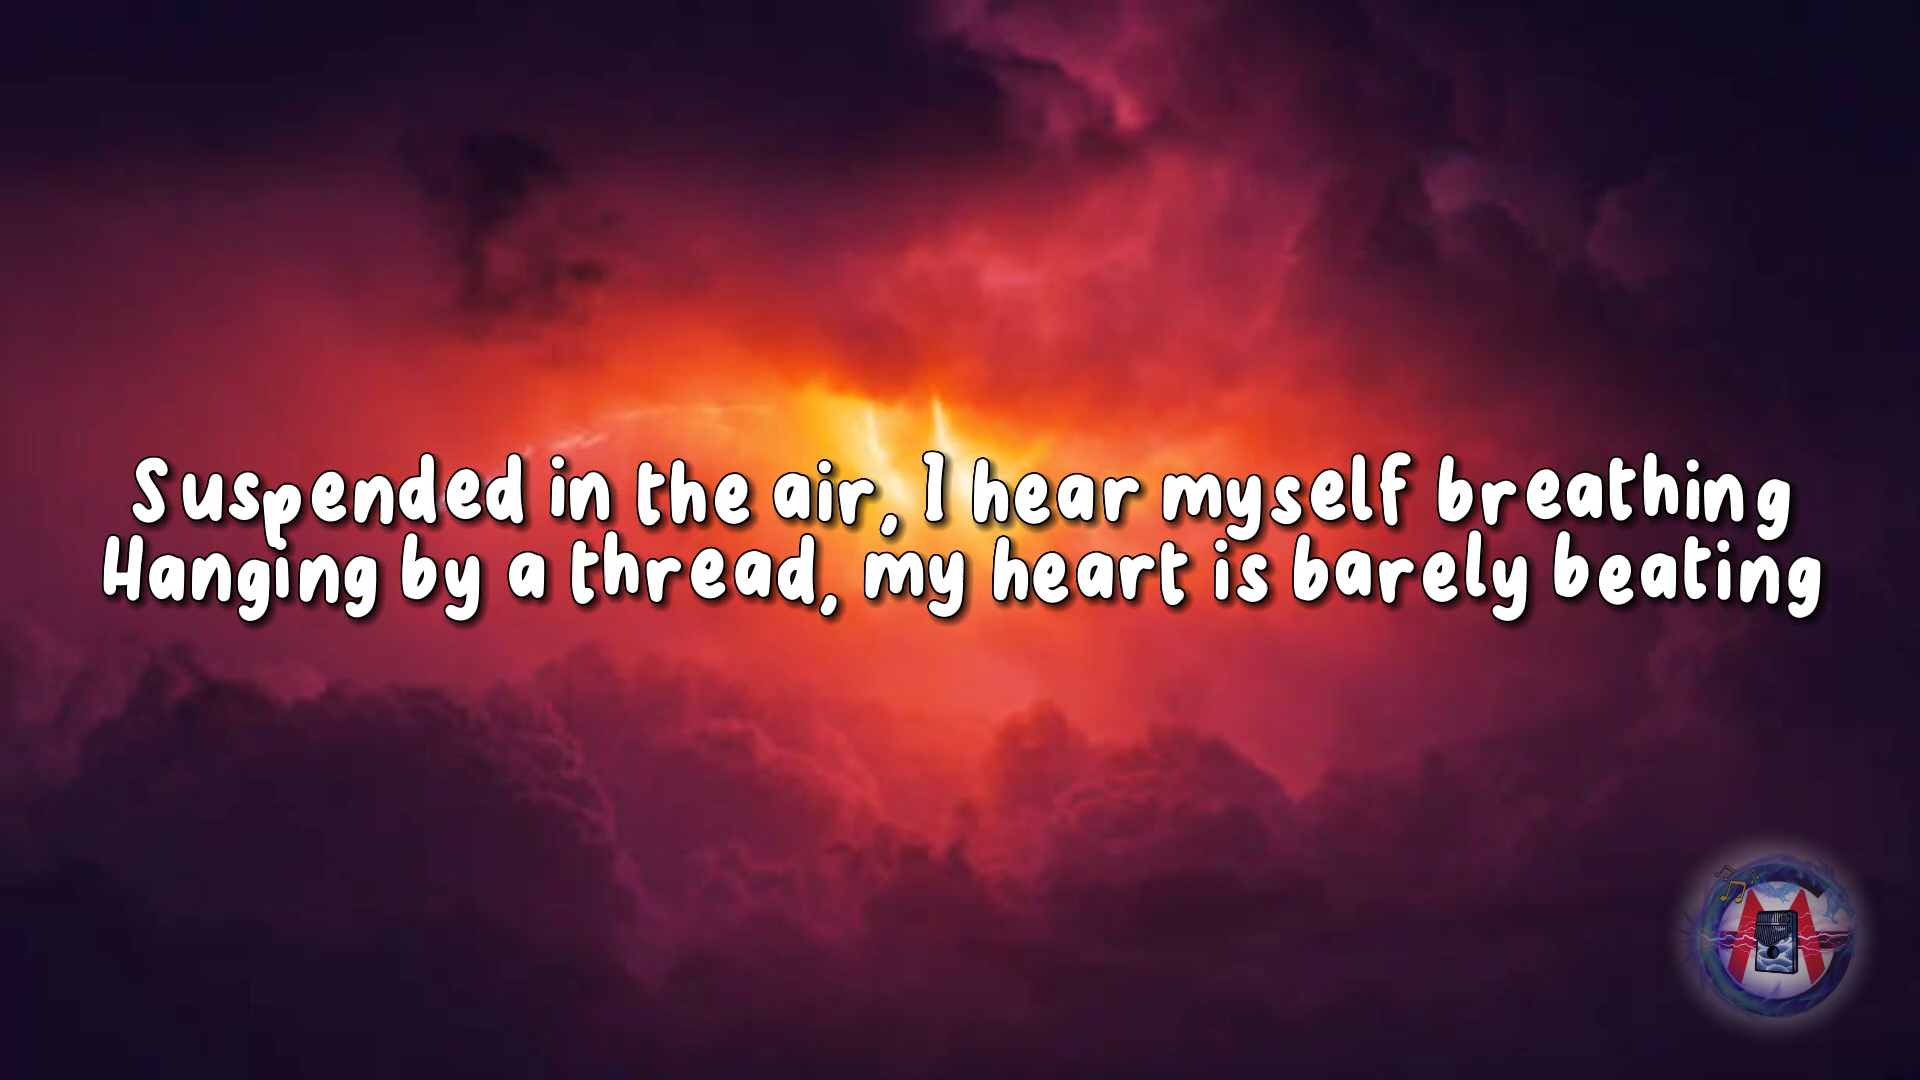 Suspended in the air, I hear myself breathing
Hanging by a thread, my heart is barely beating